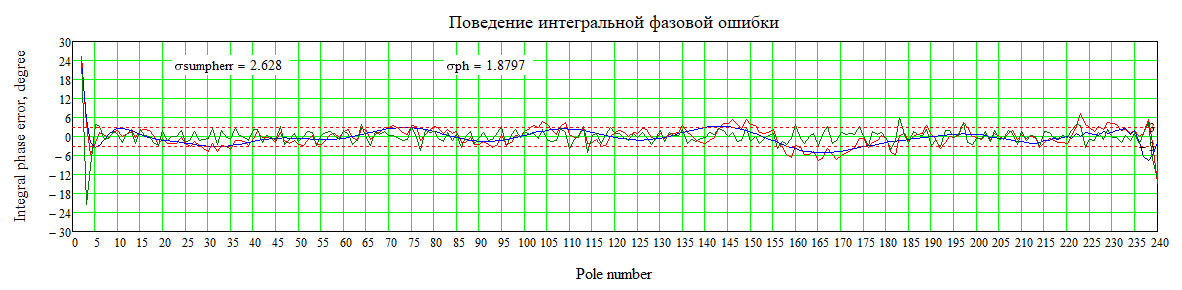 Поведение интегральной фазовой ошибки
Integral phase error, degree
30
24
18
12
6
0
− 6
− 12
− 18
− 24
− 30
σsumpherr = 2.628
σph = 1.8797
0 5 10 15 20 25 30 35 40 45 50 55 60 65 70 75 80 85 90 95 100 105 110 115 120 125 130 135 140 145 150 155 160 165 170 175 180 185 190 195 200 205 210 215 220 225 230 235 240
Pole number